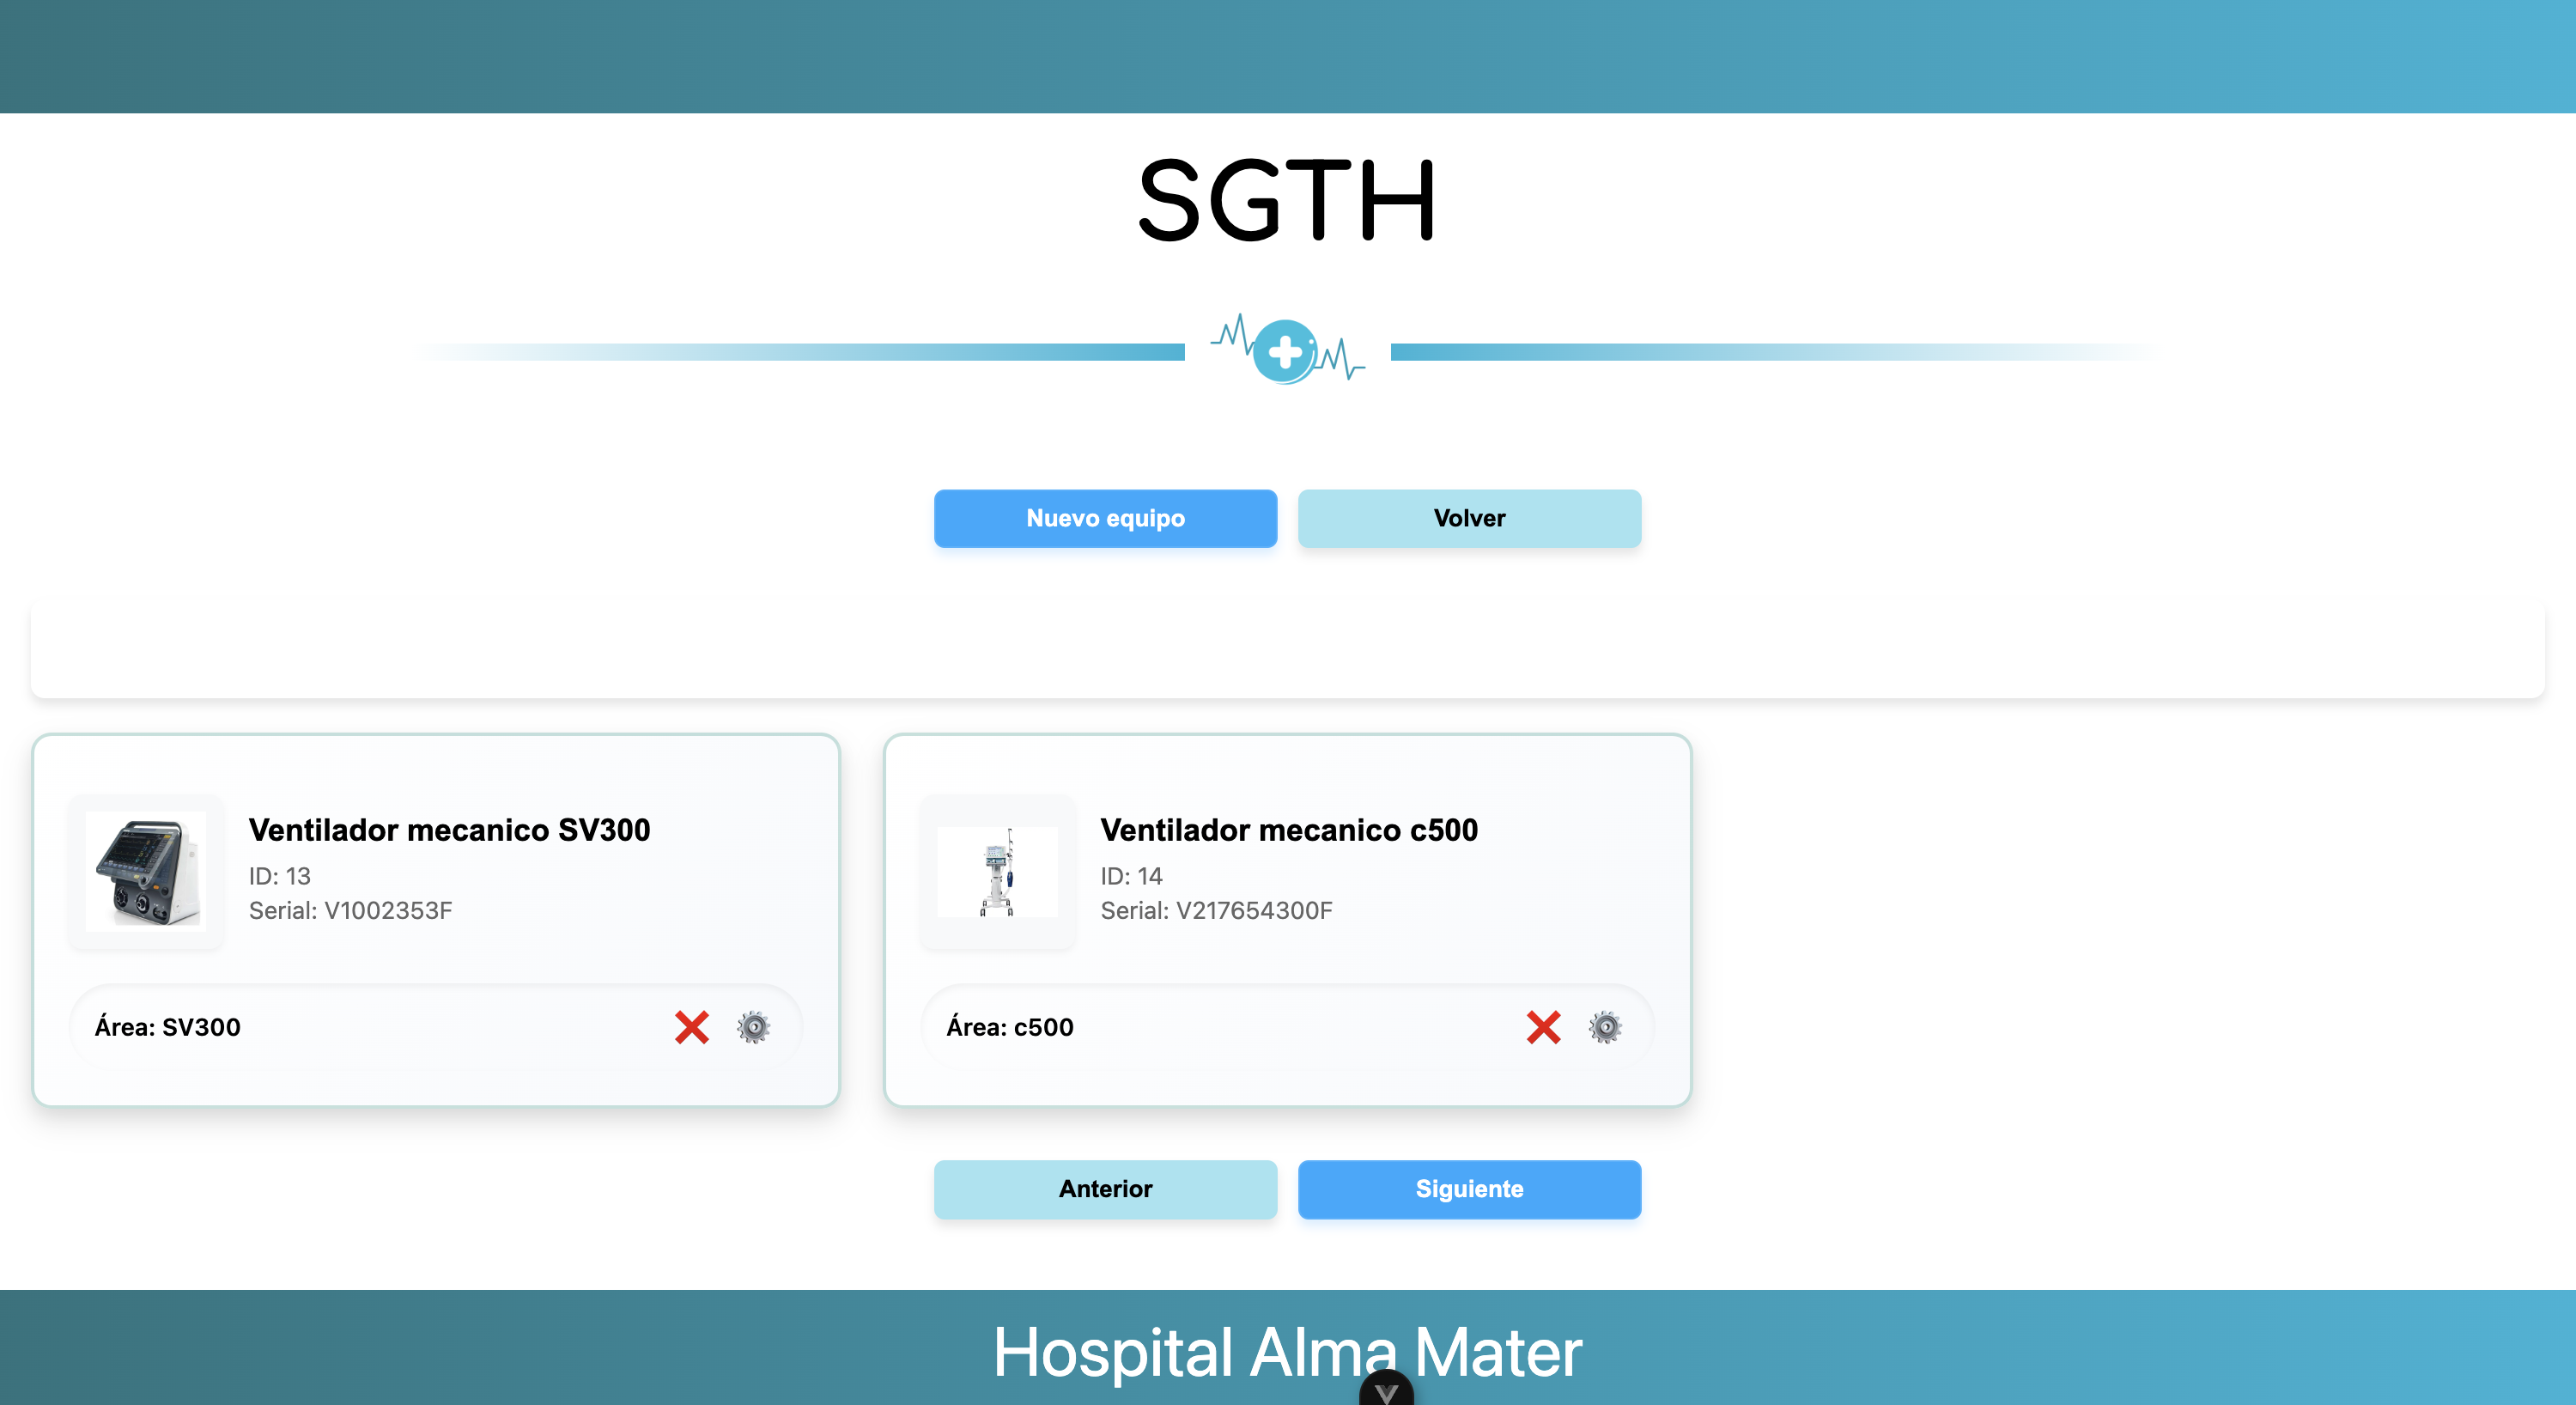 SGTH
Nuevo equipo
Volver
Ventilador mecanico SV300
ID: 13
Serial: V1002353F
Área: SV300
Ventilador mecanico c500
ID: 14
Serial: V217654300F
Área: c500
Anterior
Siguiente
Hospital Alma Mater